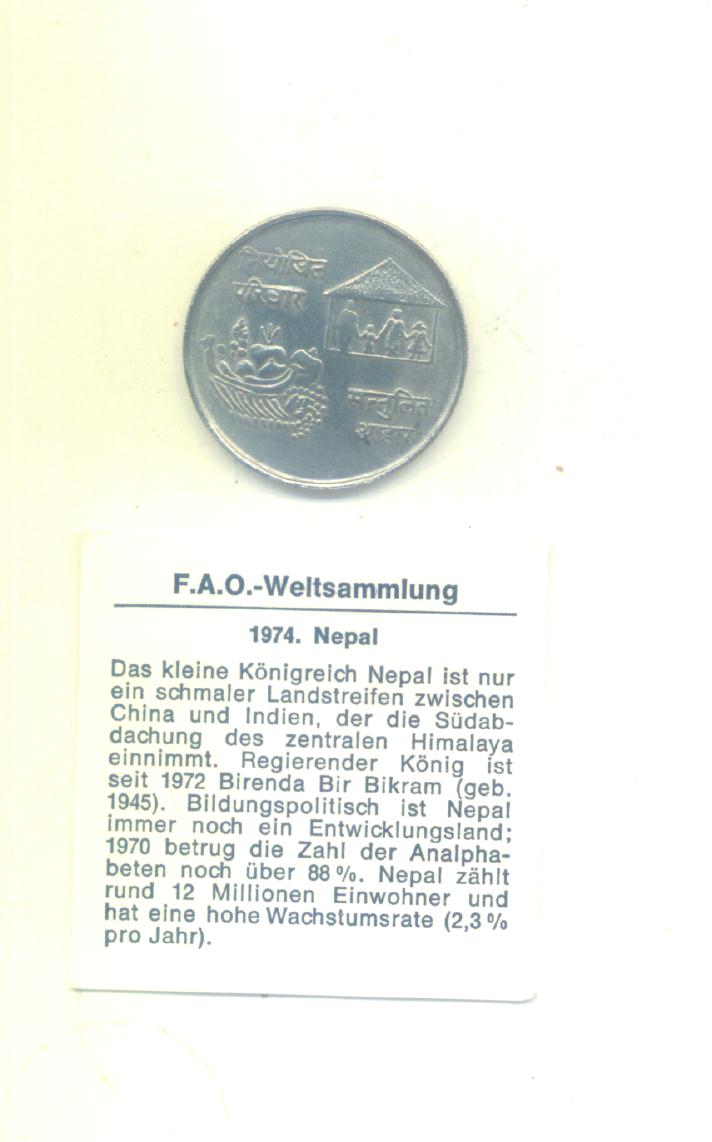 नियोजित
परिवार
सन्तुलित
आहार
F.A.O.-Weltsammlung
1974. Nepal
Das kleine Königreich Nepal ist nur
ein schmaler Landstreifen zwischen
China und Indien, der die Südab-
dachung des zentralen Himalaya
einnimmt. Regierender König ist
seit 1972 Birenda Bir Bikram (geb.
1945). Bildungspolitisch ist Nepal
immer noch ein Entwicklungsland;
1970 betrug die Zahl der Analpha-
beten noch über 88 %. Nepal zählt
rund 12 Millionen Einwohner und
hat eine hohe Wachstumsrate (2,3 %
pro Jahr).